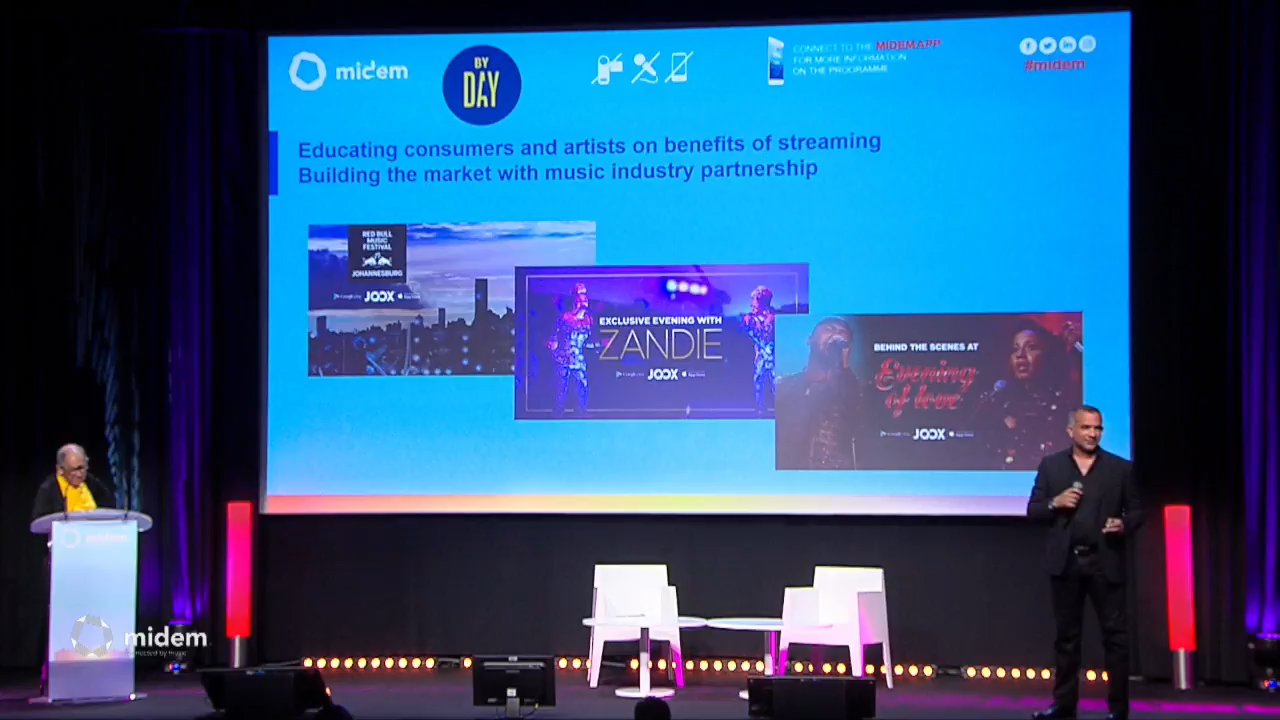 midem
BY
DAY
CONNECT TO THE MIDEMAPP
FOR MORE INFORMATION
ON THE PROGRAMME
#midem
Educating consumers and artists on benefits of streaming
Building the market with music industry partnership
RED BULL
MUSIC
FESTIVAL
JOHANNESBURG
JOOX
EXCLUSIVE EVENING WITH
ZANDIE
JOOX
BEHIND THE SCENES AT
Evening
of love
JOOX
midem
midem